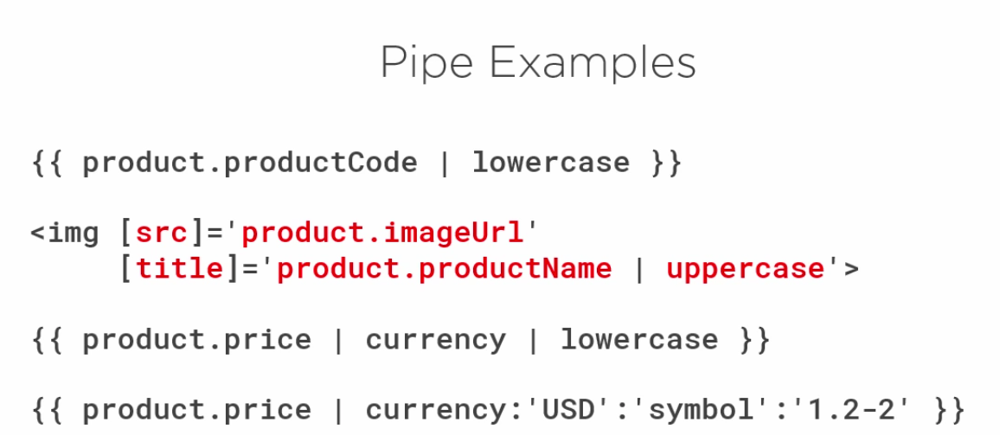 Pipe Examples
{{ product.productCode | lowercase }}
<img [src]='product.imageUrl'
[title]='product.productName | uppercase'>
{{ product.price | currency | lowercase }}
{{ product.price | currency:'USD':'symbol':'1.2-2' }}